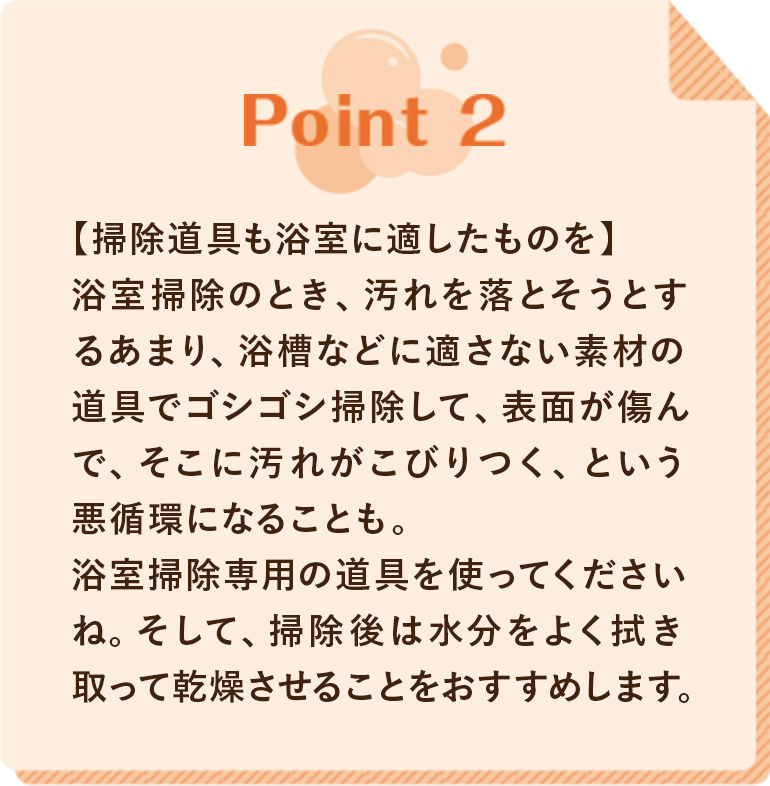 Point 2
【掃除道具も浴室に適したものを】
浴室掃除のとき、汚れを落とそうとす
るあまり、浴槽などに適さない素材の
道具でゴシゴシ掃除して、表面が傷ん
で、そこに汚れがこびりつく、という
悪循環になることも。
浴室掃除専用の道具を使ってください
ね。そして、掃除後は水分をよく拭き
取って乾燥させることをおすすめします。